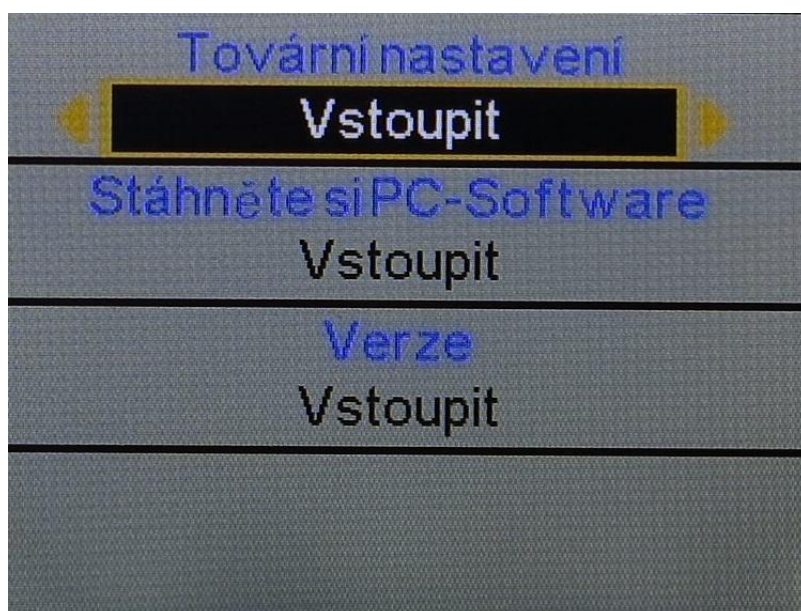 Tovární nastavení
Vstoupit
Stáhněte si PC-Software
Vstoupit
Verze
Vstoupit